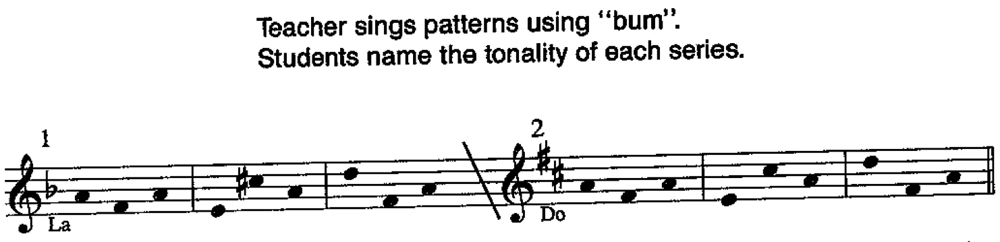 Teacher sings patterns using “bum”.
Students name the tonality of each series.
1
2
La
Do